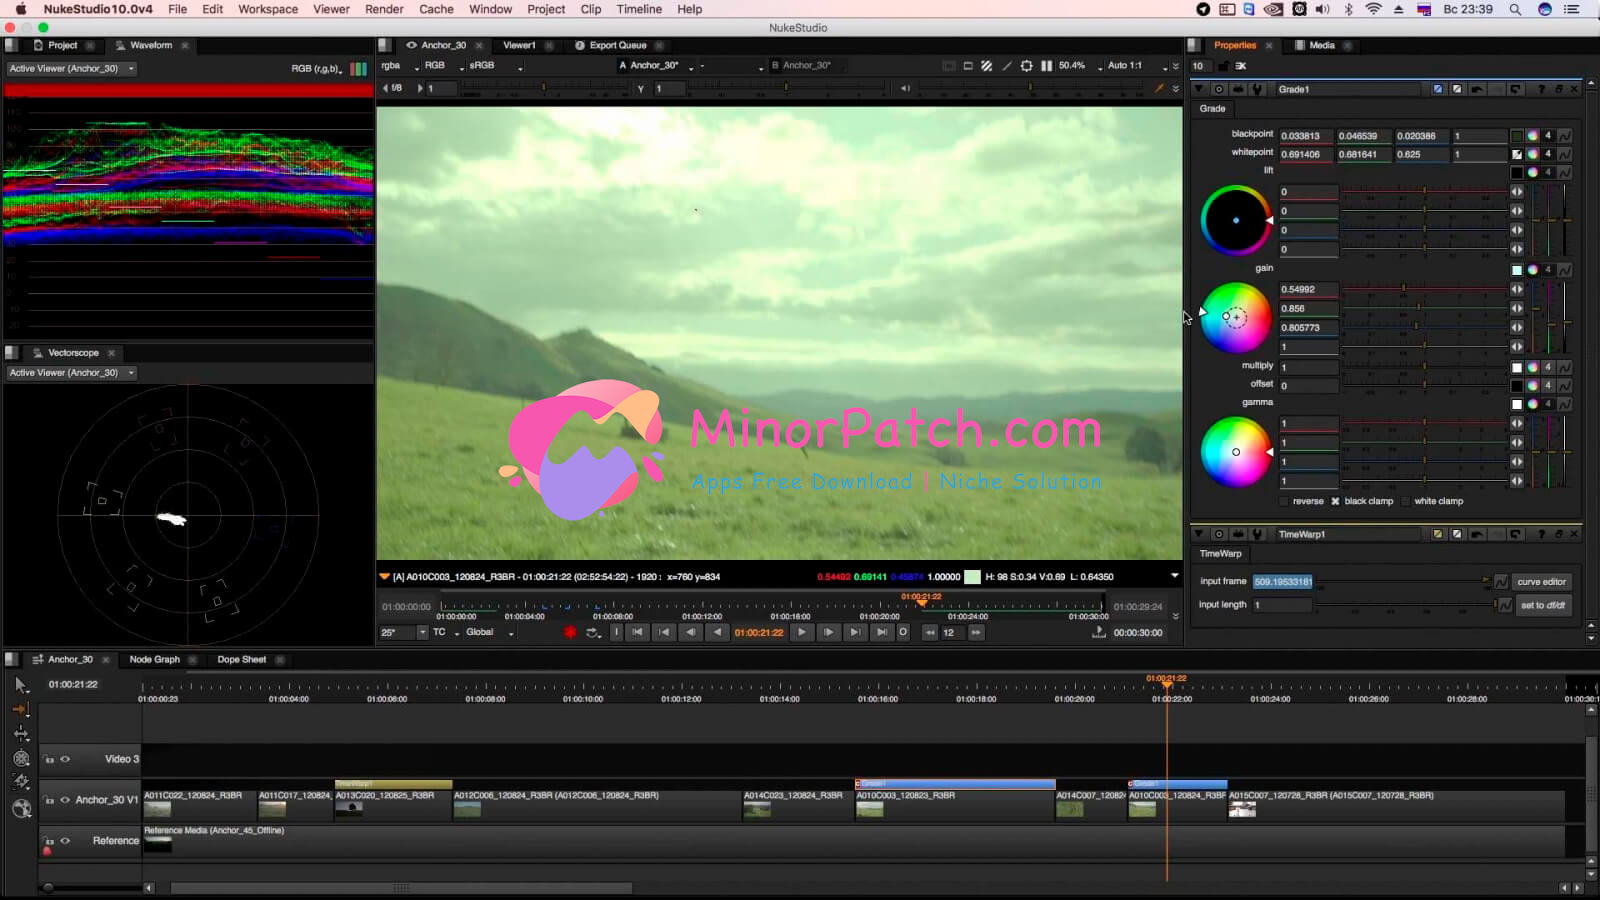 NukeStudio10.0v4 File Edit Workspace Viewer Render Cache Window Project Clip Timeline Help Вс 23:39
NukeStudio
Project Waveform Anchor_30 Viewer1 Export Queue Properties Media
Active Viewer (Anchor_30) RGB (r,g,b) rgba RGB sRGB A Anchor_30* - B Anchor_30* 50.4% Auto 1:1 10
f/8 1 Y 1 Grade1
Grade
blackpoint 0.033813 0.046539 0.020386 1 4
whitepoint 0.691406 0.681641 0.625 1 4
lift 4
0
0
0
0
gain 4
0.54992
0.856
0.805773
1
multiply 1 4
offset 0 4
gamma 4
1
1
1
1
reverse black clamp white clamp
Vectorscope
Active Viewer (Anchor_30)
MinorPatch.com
Apps Free Download | Niche Solution
TimeWarp1
TimeWarp
input frame 509.19533181 curve editor
input length 1 set to df/dt
[A] A010C003_120824_R3BR - 01:00:21:22 (02:52:54:22) - 1920 : x=760 y=834 0.54492 0.69141 0.45874 1.00000 H: 98 S:0.34 V:0.69 L: 0.64350
01:00:21:22
01:00:00:00 01:00:29:24
01:00:00:00 01:00:04:00 01:00:08:00 01:00:12:00 01:00:16:00 01:00:20:00 01:00:24:00 01:00:30:00
25* TC Global 01:00:21:22 12 00:00:30:00
Anchor_30 Node Graph Dope Sheet
01:00:21:22
01:00:21:22
01:00:00:23 01:00:04:00 01:00:06:00 01:00:08:00 01:00:10:00 01:00:12:00 01:00:14:00 01:00:16:00 01:00:18:00 01:00:20:00 01:00:22:00 01:00:24:00 01:00:26:00 01:00:28:00 01:00:30:1
Video 3
TimeWarp1 Grade1 Grade1
Anchor_30 V1 A011C022_120824_R3BR A011C017_120824_ A013C020_120825_R3BR A012C006_120824_R3BR (A012C006_120824_R3BR) A014C023_120824_R3BR A010C003_120823_R3BR A014C007_12082 A010C003_120824_R3BR A015C007_120728_R3BR (A015C007_120728_R3BR)
Reference Reference Media (Anchor_45_Offline)